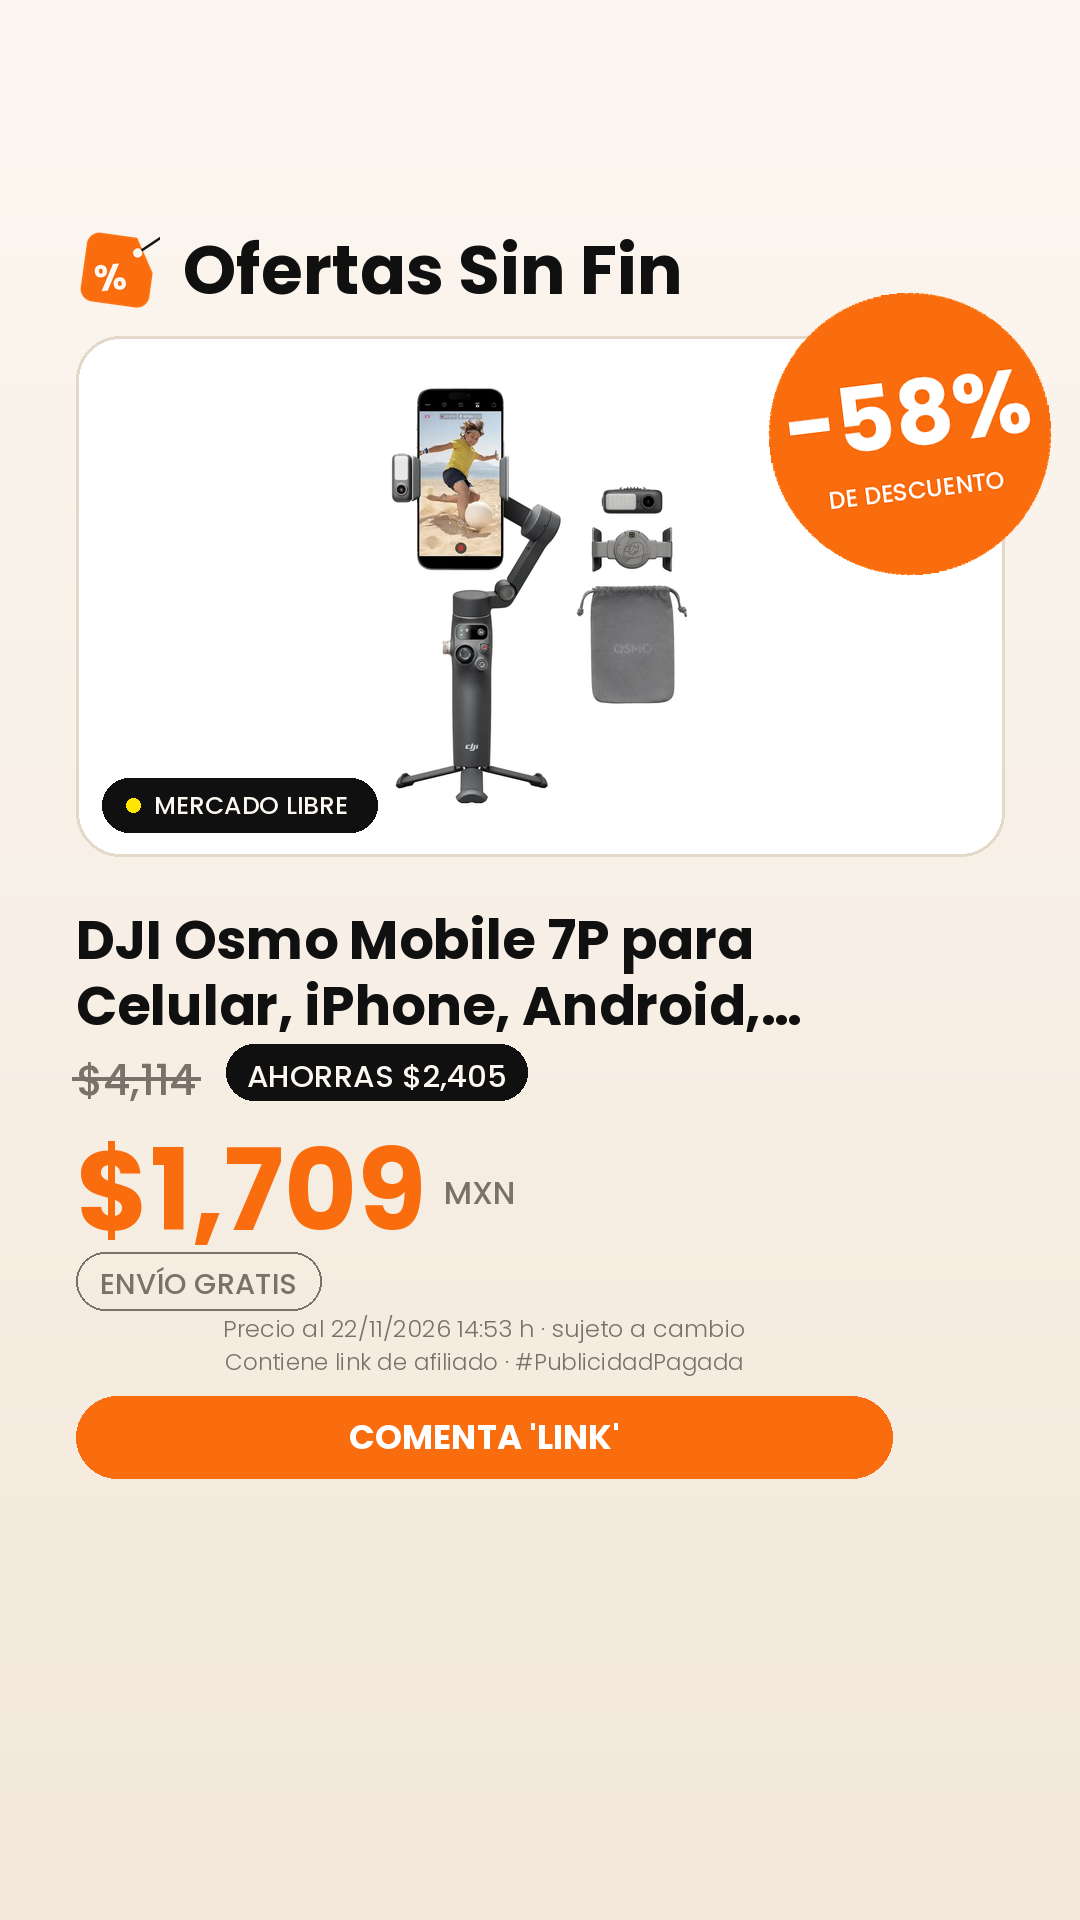 %
Ofertas Sin Fin
-58%
DE DESCUENTO
OSMO
dji
MERCADO LIBRE
DJI Osmo Mobile 7P para
Celular, iPhone, Android,...
$4,114
AHORRAS $2,405
$1,709 MXN
ENVÍO GRATIS
Precio al 22/11/2026 14:53 h · sujeto a cambio
Contiene link de afiliado · #PublicidadPagada
COMENTA 'LINK'